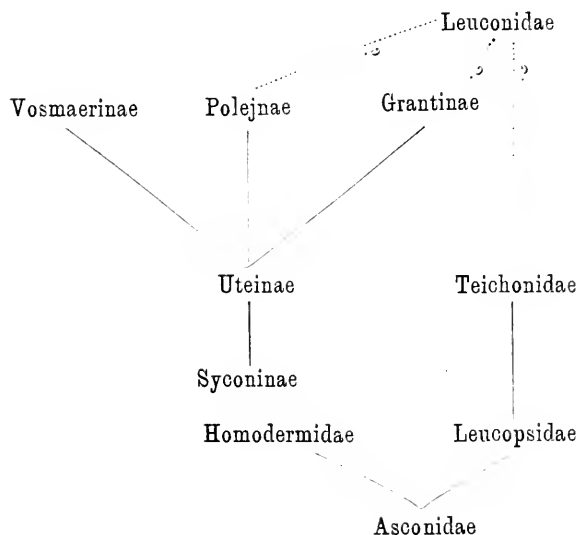 Leuconidae
? ? ?
Vosmaerinae Polejnae Grantinae
Uteinae Teichonidae
Syconinae
Homodermidae Leucopsidae
Asconidae